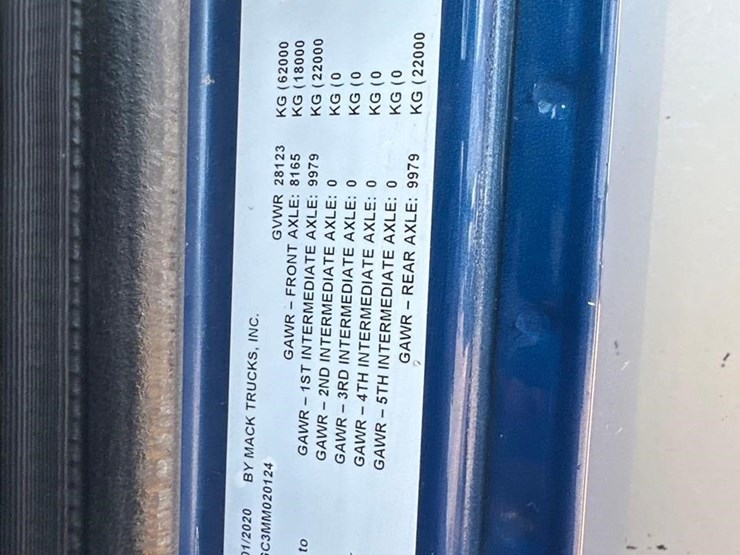 01/2020 BY MACK TRUCKS, INC.
C3MM020124
GVWR 28123 KG (62000
to GAWR – FRONT AXLE: 8165 KG (18000
GAWR – 1ST INTERMEDIATE AXLE: 9979 KG (22000
GAWR – 2ND INTERMEDIATE AXLE: 0 KG (0
GAWR – 3RD INTERMEDIATE AXLE: 0 KG (0
GAWR – 4TH INTERMEDIATE AXLE: 0 KG (0
GAWR – 5TH INTERMEDIATE AXLE: 0 KG (0
GAWR – REAR AXLE: 9979 KG (22000